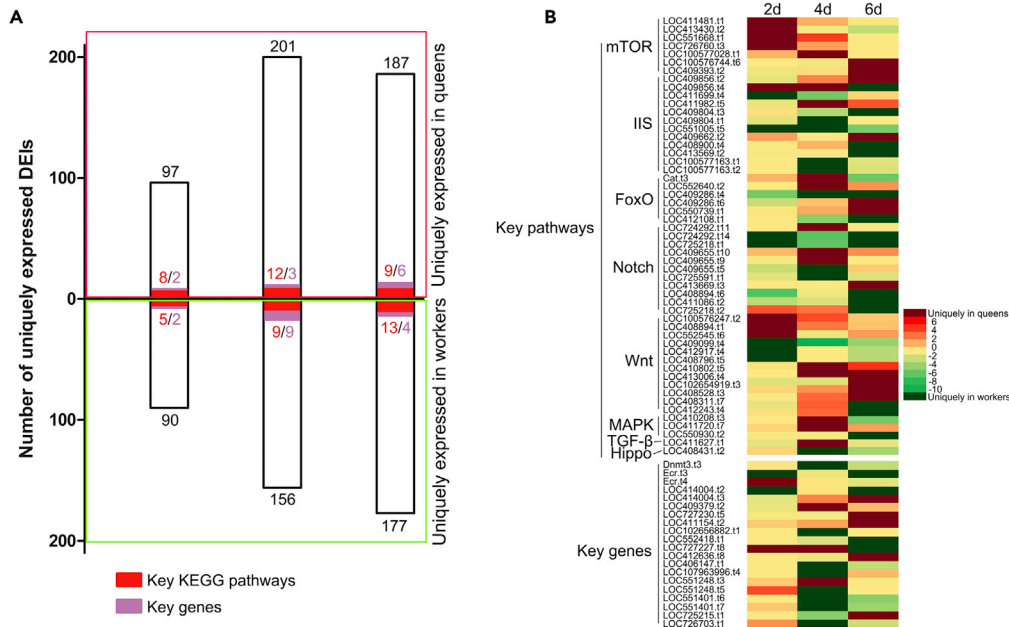 A
Number of uniquely expressed DEIs
200
100
0
100
200
97
201
187
8/2
12/3
9/6
5/2
9/9
13/4
90
156
177
Uniquely expressed in queens
Uniquely expressed in workers
Key KEGG pathways
Key genes
B
2d 4d 6d
Key pathways
mTOR
IIS
FoxO
Notch
Wnt
MAPK
TGF-β
Hippo
Key genes
LOC411481.t1
LOC413430.t2
LOC551668.t1
LOC726760.t3
LOC100577028.t1
LOC100576744.t6
LOC409393.t2
LOC409856.t2
LOC409856.t4
LOC411699.t4
LOC411982.t5
LOC409804.t3
LOC409804.t1
LOC551005.t5
LOC409662.t2
LOC408900.t4
LOC413569.t2
LOC100577163.t1
LOC100577163.t2
Cat.t3
LOC552640.t2
LOC409286.t4
LOC409286.t6
LOC550739.t1
LOC412108.t1
LOC724292.t11
LOC724292.t14
LOC725218.t1
LOC409655.t10
LOC409655.t9
LOC409655.t5
LOC725591.t1
LOC413669.t3
LOC408894.t6
LOC411086.t2
LOC725218.t2
LOC100576247.t2
LOC408894.t1
LOC552545.t6
LOC409099.t4
LOC412917.t4
LOC408796.t5
LOC410802.t5
LOC413006.t4
LOC102654919.t3
LOC408528.t3
LOC408311.t7
LOC412243.t4
LOC410208.t3
LOC411720.t7
LOC550930.t2
LOC411627.t1
LOC408431.t2
Dnmt3.t3
Ecr.t3
Ecr.t4
LOC414004.t2
LOC414004.t3
LOC409379.t2
LOC727230.t5
LOC411154.t2
LOC102656882.t1
LOC552418.t1
LOC727227.t8
LOC412636.t8
LOC406147.t1
LOC107963996.t4
LOC551248.t3
LOC551248.t5
LOC551401.t6
LOC551401.t7
LOC725215.t1
LOC726703.t1
Uniquely in queens
6
4
2
0
-2
-4
-6
-8
-10
Uniquely in workers